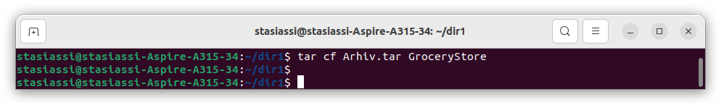 stasiassi@stasiassi-Aspire-A315-34: ~/dir1
stasiassi@stasiassi-Aspire-A315-34:~/dir1$ tar cf Arhiv.tar GroceryStore
stasiassi@stasiassi-Aspire-A315-34:~/dir1$
stasiassi@stasiassi-Aspire-A315-34:~/dir1$